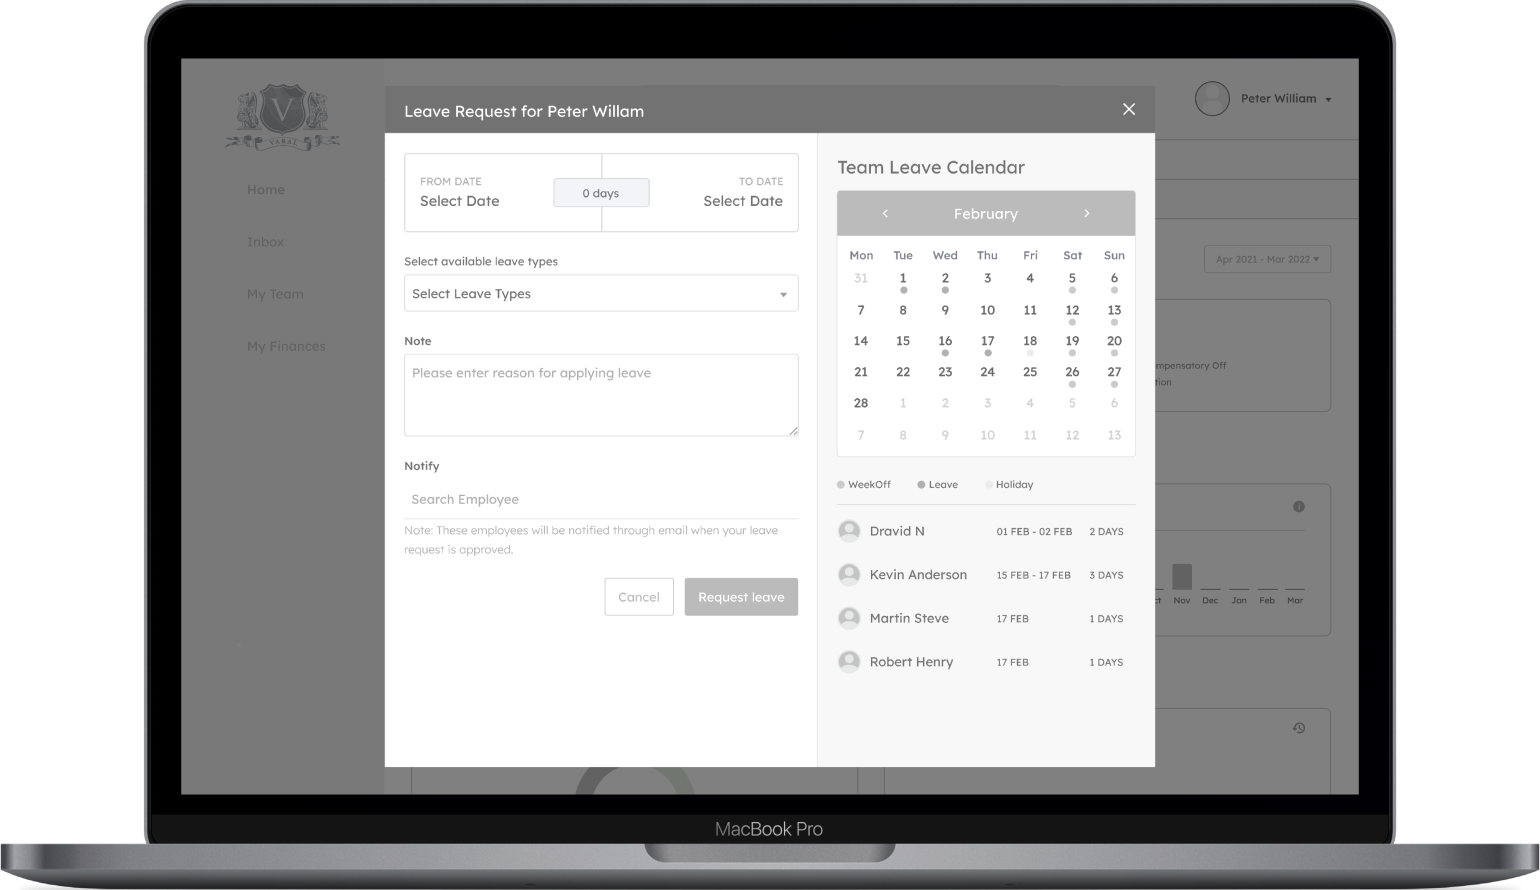 VARAL
Home
Inbox
My Team
My Finances
Leave Request for Peter Willam
Peter William
FROM DATE
Select Date
0 days
TO DATE
Select Date
Select available leave types
Select Leave Types
Note
Please enter reason for applying leave
Notify
Search Employee
Note: These employees will be notified through email when your leave
request is approved.
Cancel
Request leave
Team Leave Calendar
February
Mon Tue Wed Thu Fri Sat Sun
31 1 2 3 4 5 6
7 8 9 10 11 12 13
14 15 16 17 18 19 20
21 22 23 24 25 26 27
28 1 2 3 4 5 6
7 8 9 10 11 12 13
WeekOff Leave Holiday
Dravid N 01 FEB - 02 FEB 2 DAYS
Kevin Anderson 15 FEB - 17 FEB 3 DAYS
Martin Steve 17 FEB 1 DAYS
Robert Henry 17 FEB 1 DAYS
Apr 2021 - Mar 2022
mpensatory Off
tion
ct Nov Dec Jan Feb Mar
MacBook Pro